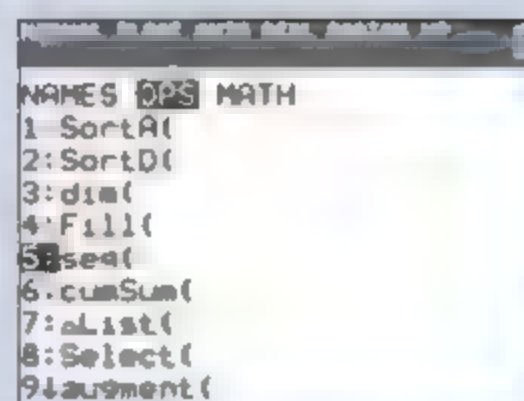 NAMES OPS MATH
1:SortA(
2:SortD(
3:dim(
4:Fill(
5:seq(
6:cumSum(
7:ΔList(
8:Select(
9↓augment(